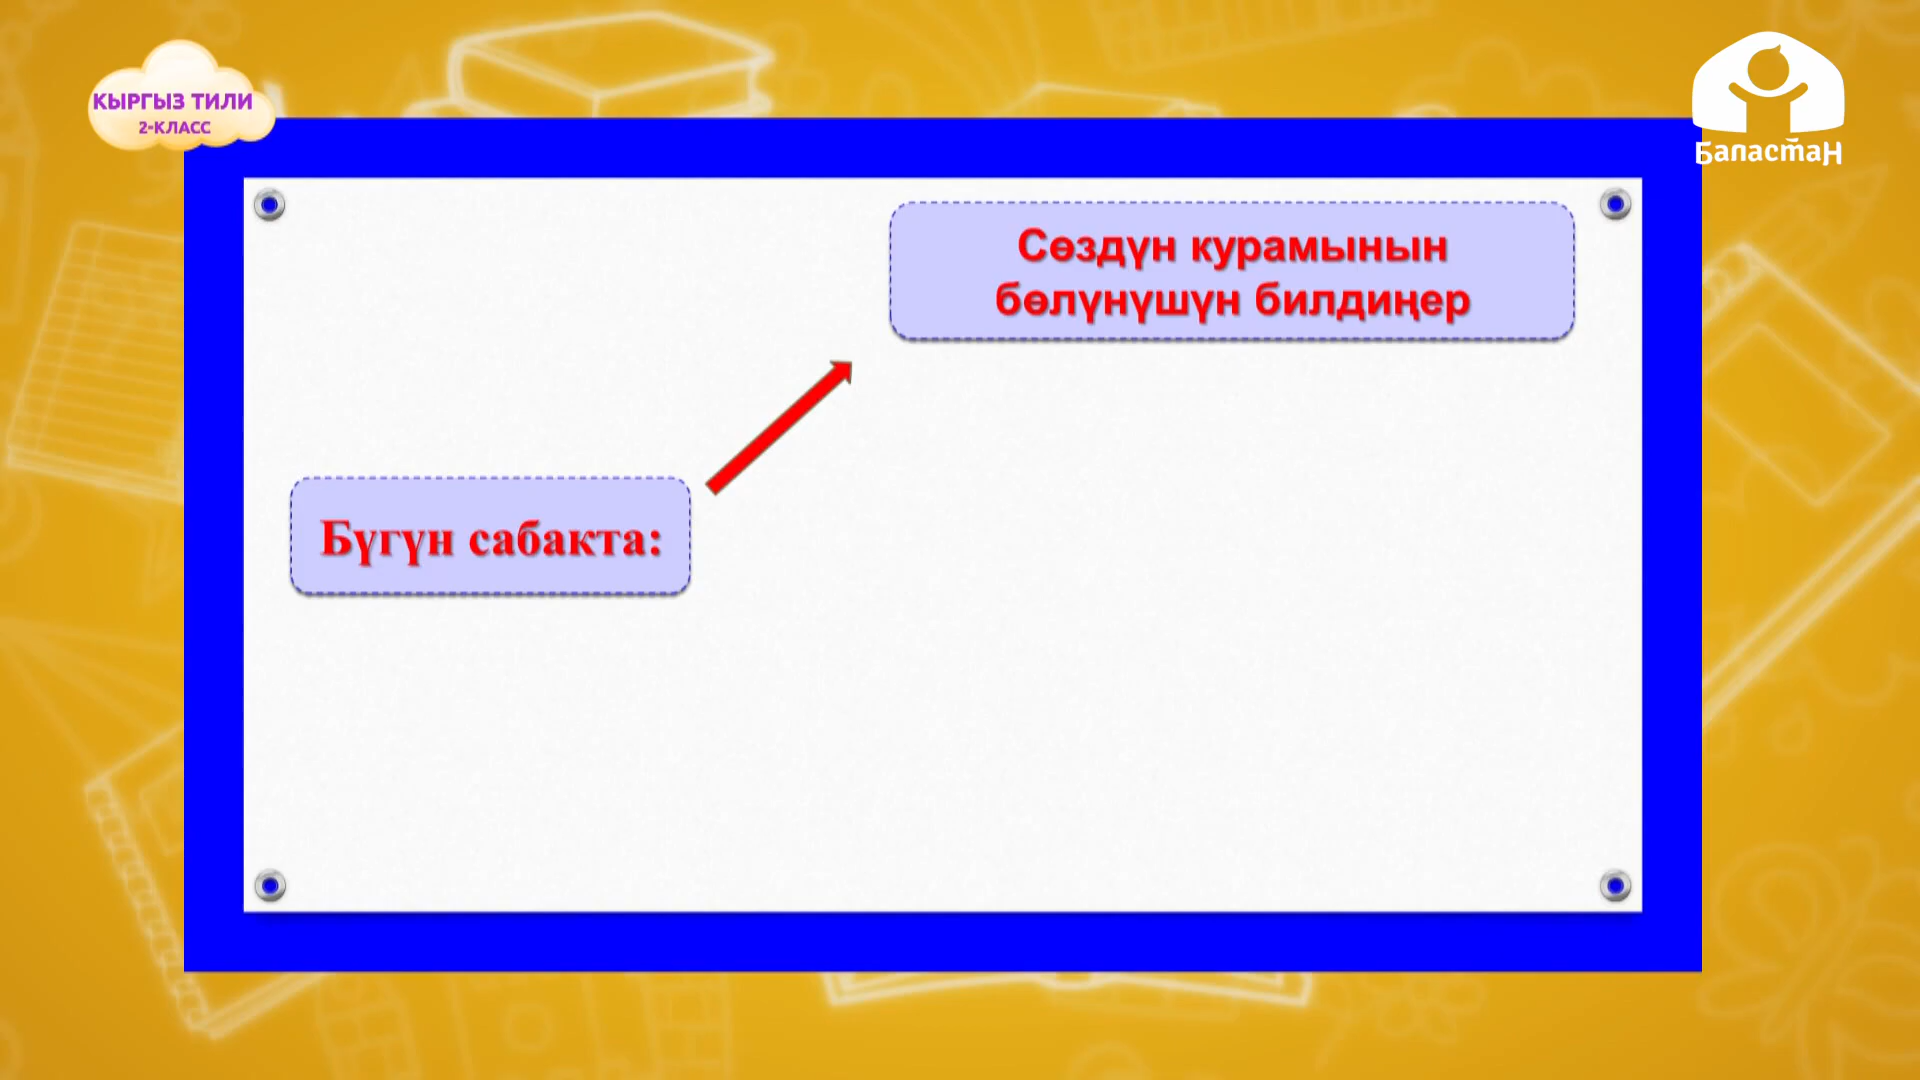 КЫРГЫЗ ТИЛИ
2-КЛАСС
Баластан
Сөздүн курамынын
бөлүнүшүн билдиңер
Бүгүн сабакта: